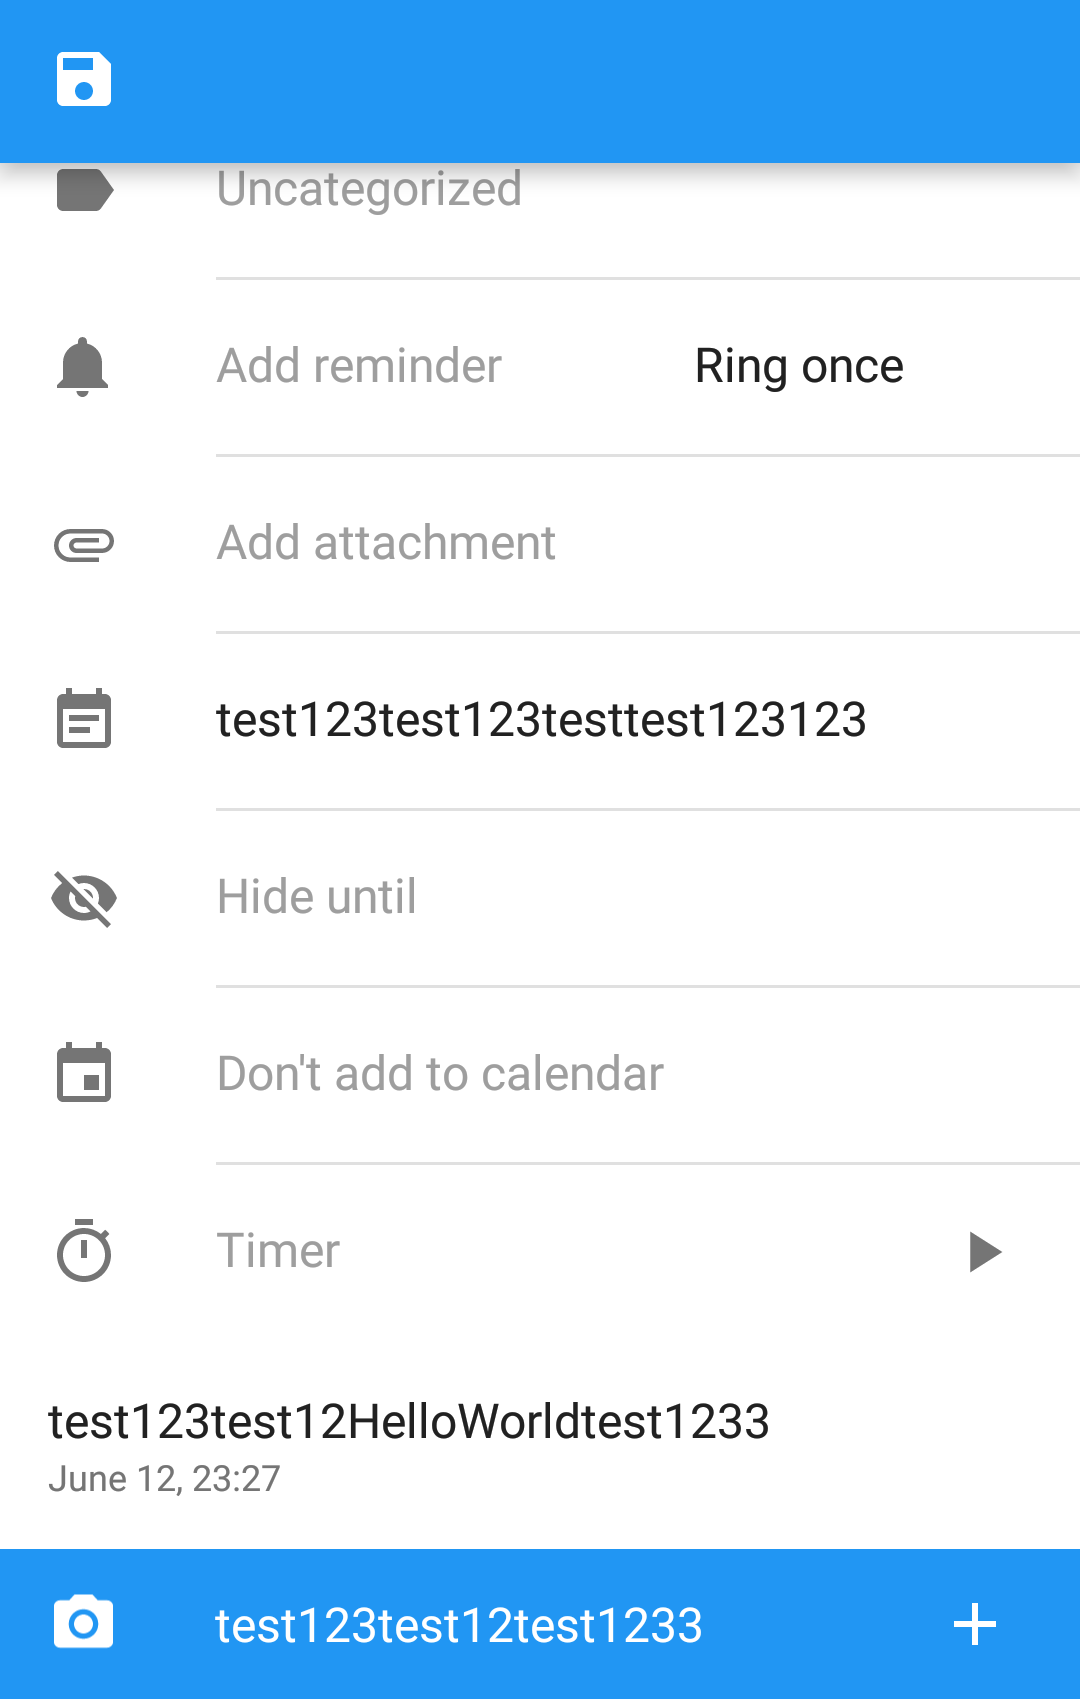 Uncategorized
Add reminder Ring once
Add attachment
test123test123testtest123123
Hide until
Don't add to calendar
Timer
test123test12HelloWorldtest1233
June 12, 23:27
test123test12test1233